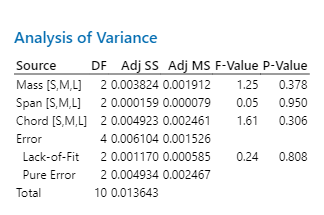 Analysis of Variance
Source DF Adj SS Adj MS F-Value P-Value
Mass [S,M,L] 2 0.003824 0.001912 1.25 0.378
Span [S,M,L] 2 0.000159 0.000079 0.05 0.950
Chord [S,M,L] 2 0.004923 0.002461 1.61 0.306
Error 4 0.006104 0.001526
Lack-of-Fit 2 0.001170 0.000585 0.24 0.808
Pure Error 2 0.004934 0.002467
Total 10 0.013643